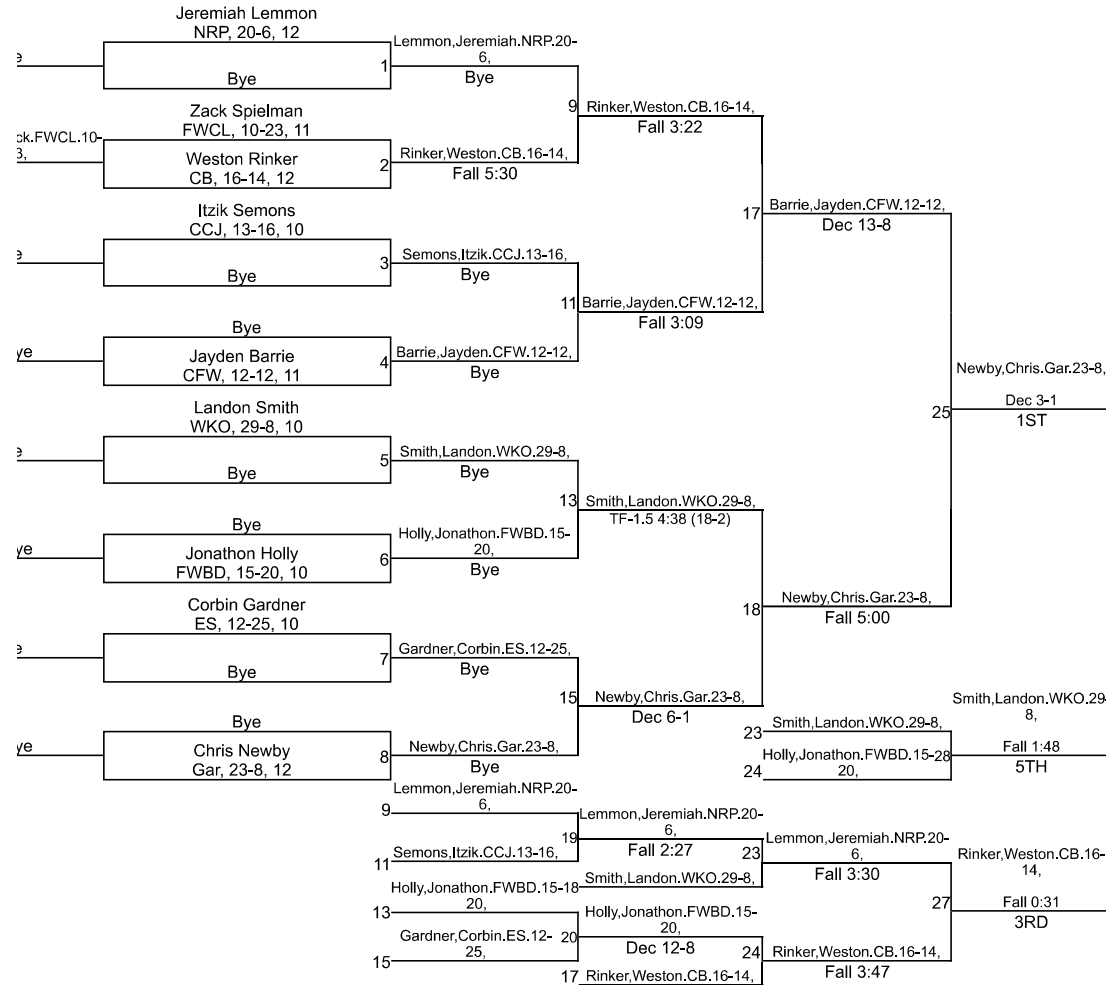 Jeremiah Lemmon
NRP, 20-6, 12
e
Bye
1
Lemmon,Jeremiah.NRP.20-
6,
Bye
Zack Spielman
FWCL, 10-23, 11
ck.FWCL.10-
3,
Weston Rinker
CB, 16-14, 12
2
Rinker,Weston.CB.16-14,
Fall 5:30
9
Rinker,Weston.CB.16-14,
Fall 3:22
Itzik Semons
CCJ, 13-16, 10
e
Bye
3
Semons,Itzik.CCJ.13-16,
Bye
Bye
ye
Jayden Barrie
CFW, 12-12, 11
4
Barrie,Jayden.CFW.12-12,
Bye
11
Barrie,Jayden.CFW.12-12,
Fall 3:09
17
Barrie,Jayden.CFW.12-12,
Dec 13-8
Landon Smith
WKO, 29-8, 10
e
Bye
5
Smith,Landon.WKO.29-8,
Bye
Bye
ye
Jonathon Holly
FWBD, 15-20, 10
6
Holly,Jonathon.FWBD.15-
20,
Bye
13
Smith,Landon.WKO.29-8,
TF-1.5 4:38 (18-2)
Corbin Gardner
ES, 12-25, 10
e
Bye
7
Gardner,Corbin.ES.12-25,
Bye
Bye
ye
Chris Newby
Gar, 23-8, 12
8
Newby,Chris.Gar.23-8,
Bye
15
Newby,Chris.Gar.23-8,
Dec 6-1
18
Newby,Chris.Gar.23-8,
Fall 5:00
25
Newby,Chris.Gar.23-8,
Dec 3-1
1ST
23
Smith,Landon.WKO.29-8,
24
Holly,Jonathon.FWBD.15-28
20,
Smith,Landon.WKO.29-
8,
Fall 1:48
5TH
9
Lemmon,Jeremiah.NRP.20-
6,
11
Semons,Itzik.CCJ.13-16,
19
Lemmon,Jeremiah.NRP.20-
6,
Fall 2:27
Smith,Landon.WKO.29-8,
23
Lemmon,Jeremiah.NRP.20-
6,
Fall 3:30
Holly,Jonathon.FWBD.15-18
20,
13
Gardner,Corbin.ES.12-
25,
15
20
Holly,Jonathon.FWBD.15-
20,
Dec 12-8
17
Rinker,Weston.CB.16-14,
24
Rinker,Weston.CB.16-14,
Fall 3:47
27
Rinker,Weston.CB.16-
14,
Fall 0:31
3RD